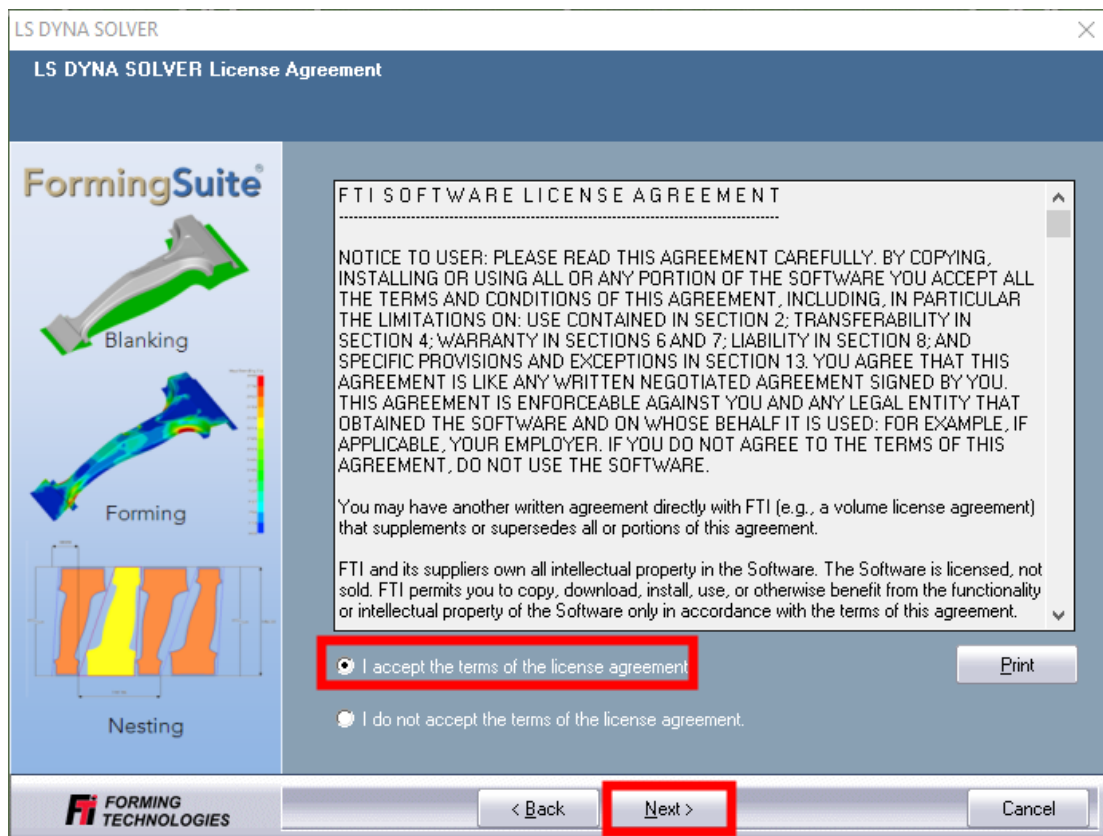 LS DYNA SOLVER
LS DYNA SOLVER License Agreement
FormingSuite®
Blanking
Forming
Nesting
F T I S O F T W A R E L I C E N S E A G R E E M E N T
--------------------------------------------------------------------------------
NOTICE TO USER: PLEASE READ THIS AGREEMENT CAREFULLY. BY COPYING,
INSTALLING OR USING ALL OR ANY PORTION OF THE SOFTWARE YOU ACCEPT ALL
THE TERMS AND CONDITIONS OF THIS AGREEMENT, INCLUDING, IN PARTICULAR
THE LIMITATIONS ON: USE CONTAINED IN SECTION 2; TRANSFERABILITY IN
SECTION 4; WARRANTY IN SECTIONS 6 AND 7; LIABILITY IN SECTION 8; AND
SPECIFIC PROVISIONS AND EXCEPTIONS IN SECTION 13. YOU AGREE THAT THIS
AGREEMENT IS LIKE ANY WRITTEN NEGOTIATED AGREEMENT SIGNED BY YOU.
THIS AGREEMENT IS ENFORCEABLE AGAINST YOU AND ANY LEGAL ENTITY THAT
OBTAINED THE SOFTWARE AND ON WHOSE BEHALF IT IS USED: FOR EXAMPLE, IF
APPLICABLE, YOUR EMPLOYER. IF YOU DO NOT AGREE TO THE TERMS OF THIS
AGREEMENT, DO NOT USE THE SOFTWARE.
You may have another written agreement directly with FTI (e.g., a volume license agreement)
that supplements or supersedes all or portions of this agreement.
FTI and its suppliers own all intellectual property in the Software. The Software is licensed, not
sold. FTI permits you to copy, download, install, use, or otherwise benefit from the functionality
or intellectual property of the Software only in accordance with the terms of this agreement.
I accept the terms of the license agreement
Print
I do not accept the terms of the license agreement.
FTi FORMING
TECHNOLOGIES
< Back
Next >
Cancel